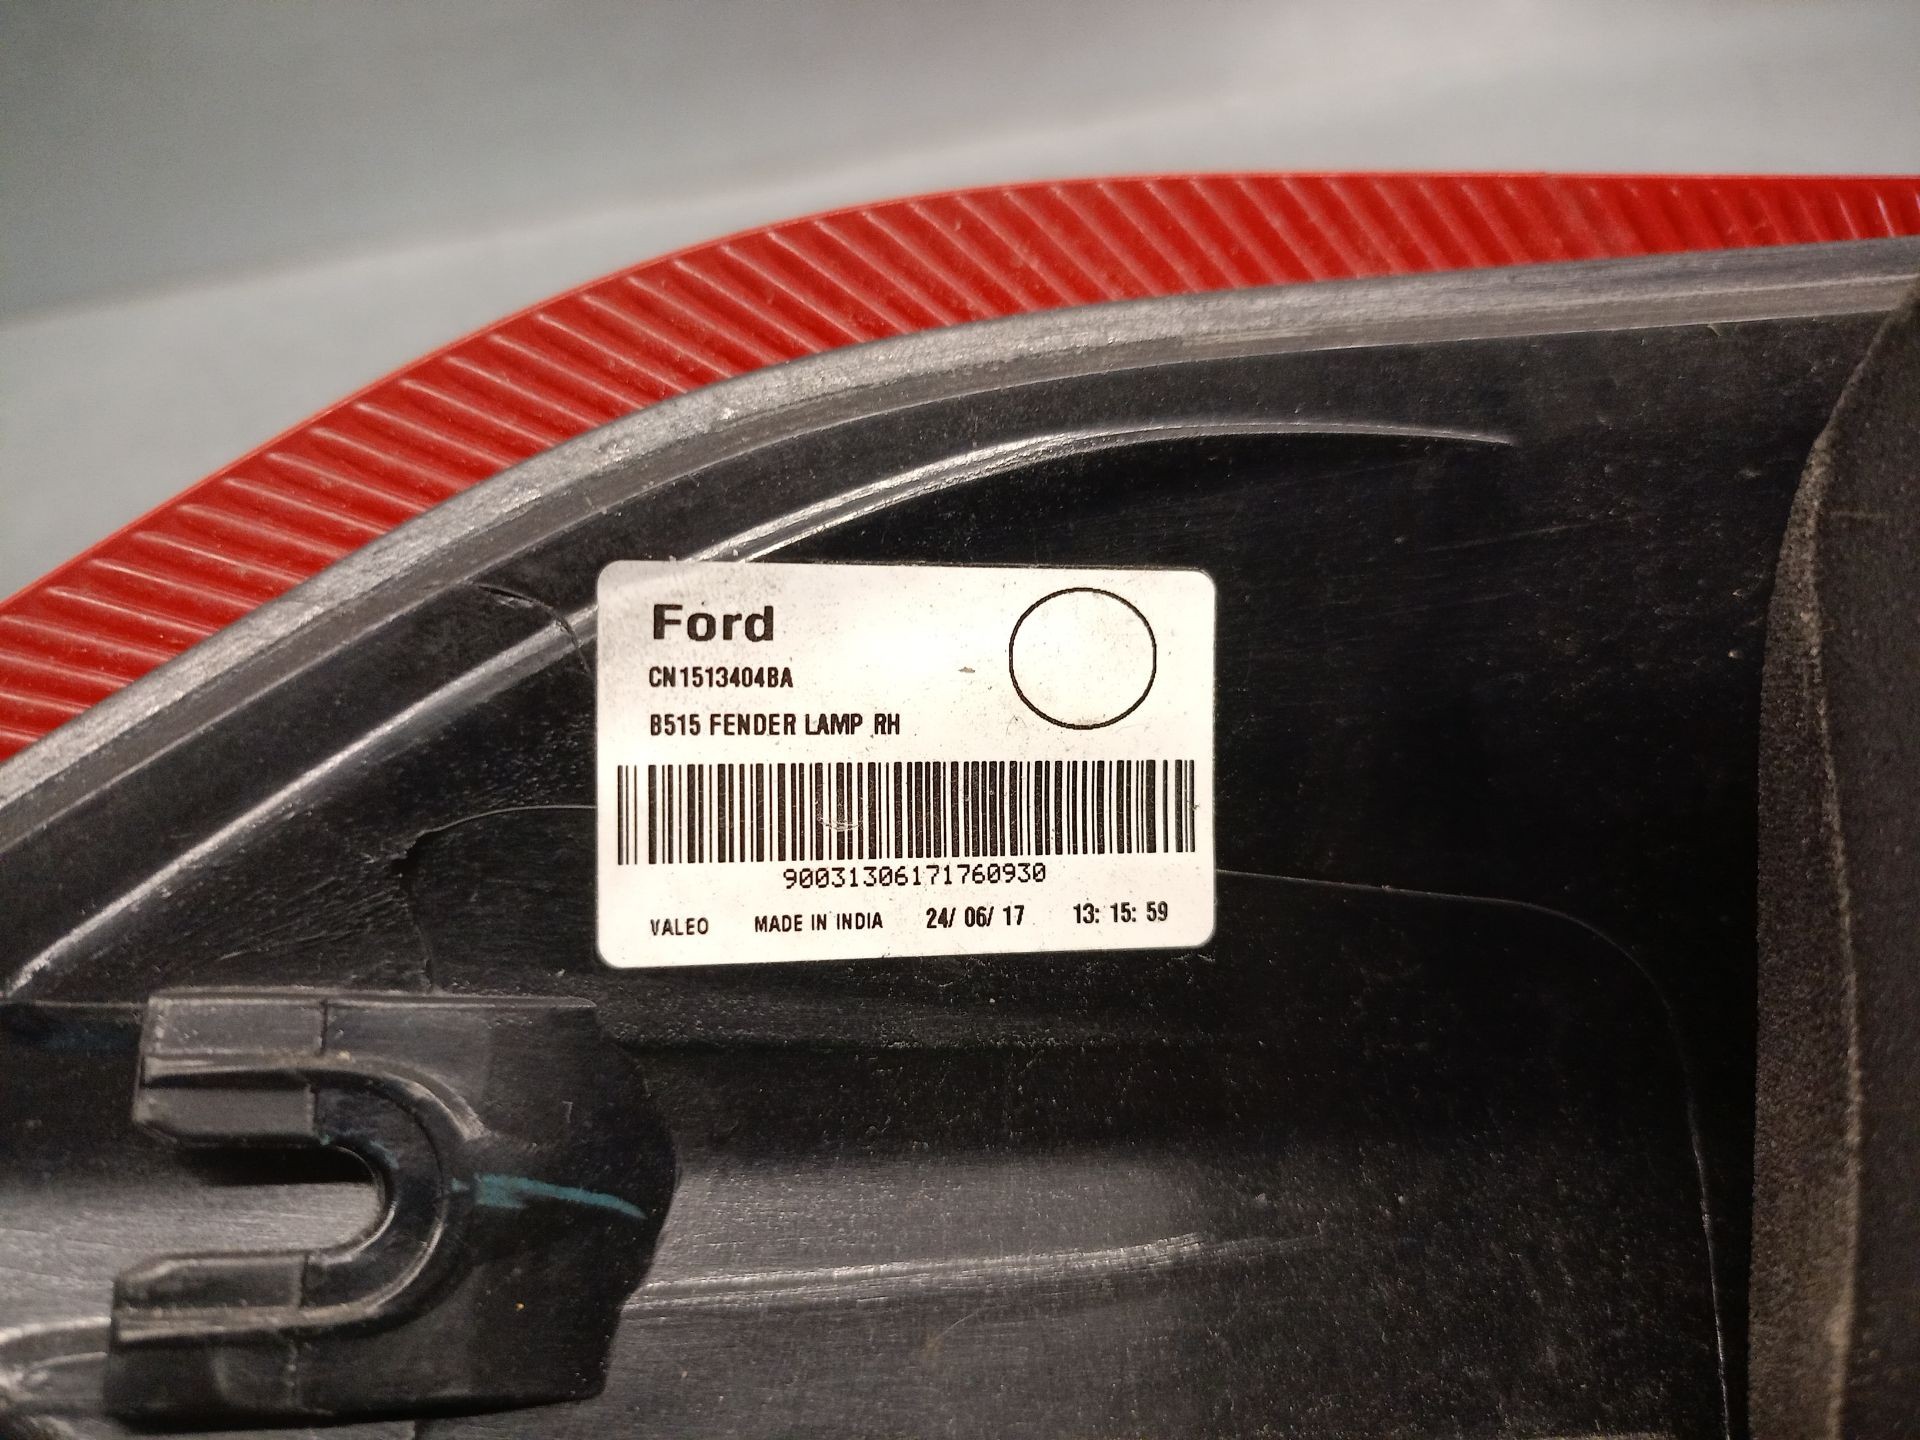 Ford
CN1513404BA
B515 FENDER LAMP RH
90031306171760930
VALEO MADE IN INDIA 24/ 06/ 17 13: 15: 59